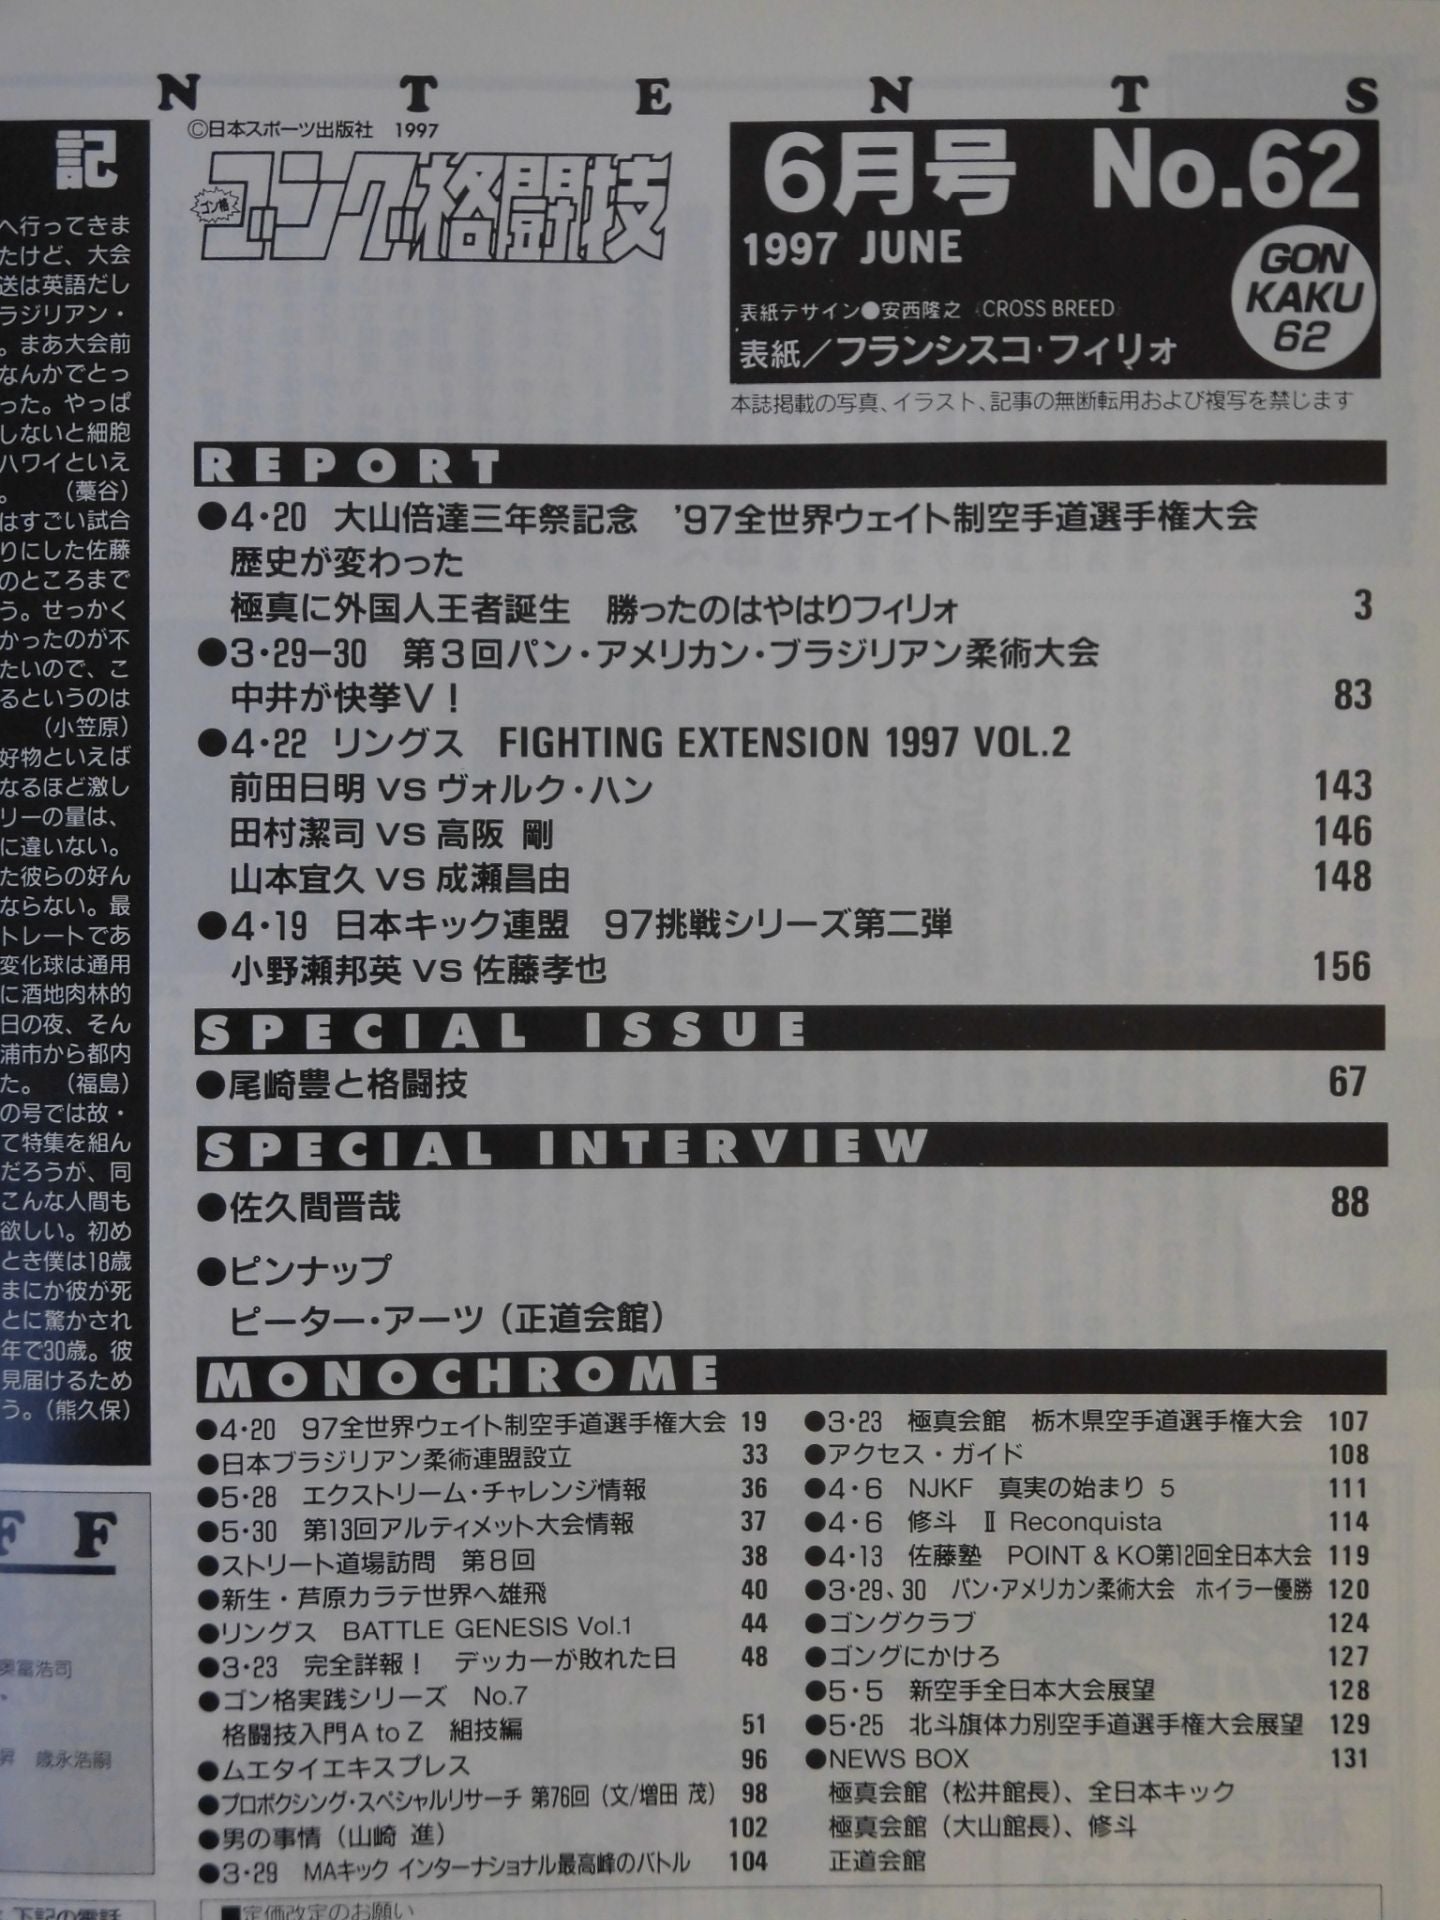 N T E N T S
©日本スポーツ出版社 1997
ゴン格
ゴング格闘技
6月号 No.62
1997 JUNE
GON
KAKU
62
表紙デザイン●安西隆之 (CROSS BREED)
表紙／フランシスコ・フィリォ
本誌掲載の写真、イラスト、記事の無断転用および複写を禁じます
REPORT
●4・20 大山倍達三年祭記念 '97全世界ウェイト制空手道選手権大会
歴史が変わった
極真に外国人王者誕生 勝ったのはやはりフィリォ 3
●3・29−30 第3回パン・アメリカン・ブラジリアン柔術大会
中井が快挙V！ 83
●4・22 リングス FIGHTING EXTENSION 1997 VOL.2
前田日明 VS ヴォルク・ハン 143
田村潔司 VS 高阪 剛 146
山本宜久 VS 成瀬昌由 148
●4・19 日本キック連盟 97挑戦シリーズ第二弾
小野瀬邦英 VS 佐藤孝也 156
SPECIAL ISSUE
●尾崎豊と格闘技 67
SPECIAL INTERVIEW
●佐久間晋哉 88
●ピンナップ
ピーター・アーツ（正道会館）
MONOCHROME
●4・20 97全世界ウェイト制空手道選手権大会 19
●日本ブラジリアン柔術連盟設立 33
●5・28 エクストリーム・チャレンジ情報 36
●5・30 第13回アルティメット大会情報 37
●ストリート道場訪問 第8回 38
●新生・芦原カラテ世界へ雄飛 40
●リングス BATTLE GENESIS Vol.1 44
●3・23 完全詳報！ デッカーが敗れた日 48
●ゴン格実践シリーズ No.7
格闘技入門A to Z 組技編 51
●ムエタイエキスプレス 96
●プロボクシング・スペシャルリサーチ 第76回（文/増田 茂） 98
●男の事情（山崎 進） 102
●3・29 MAキック インターナショナル最高峰のバトル 104
●3・23 極真会館 栃木県空手道選手権大会 107
●アクセス・ガイド 108
●4・6 NJKF 真実の始まり 5 111
●4・6 修斗 Ⅱ Reconquista 114
●4・13 佐藤塾 POINT & KO第12回全日本大会 119
●3・29、30 パン・アメリカン柔術大会 ホイラー優勝 120
●ゴングクラブ 124
●ゴングにかけろ 127
●5・5 新空手全日本大会展望 128
●5・25 北斗旗体力別空手道選手権大会展望 129
●NEWS BOX 131
極真会館（松井館長）、全日本キック
極真会館（大山館長）、修斗
正道会館
■定価改定のお願い
記
へ行ってきま
たけど、大会
送は英語だし
ラジリアン・
。まあ大会前
なんかでとっ
った。やっぱ
しないと細胞
ハワイといえ
。（藁谷）
はすごい試合
りにした佐藤
のところまで
う。せっかく
かったのが不
たいので、こ
るというのは
（小笠原）
好物といえば
なるほど激し
リーの量は、
に違いない。
た彼らの好ん
ならない。最
トレートであ
変化球は通用
に酒地肉林的
日の夜、そん
浦市から都内
た。（福島）
の号では故・
て特集を組ん
だろうが、同
こんな人間も
欲しい。初め
とき僕は18歳
まにか彼が死
とに驚かされ
年で30歳。彼
見届けるため
う。（熊久保）
F F
奥富浩司
昇 歳永浩嗣
下記の電話